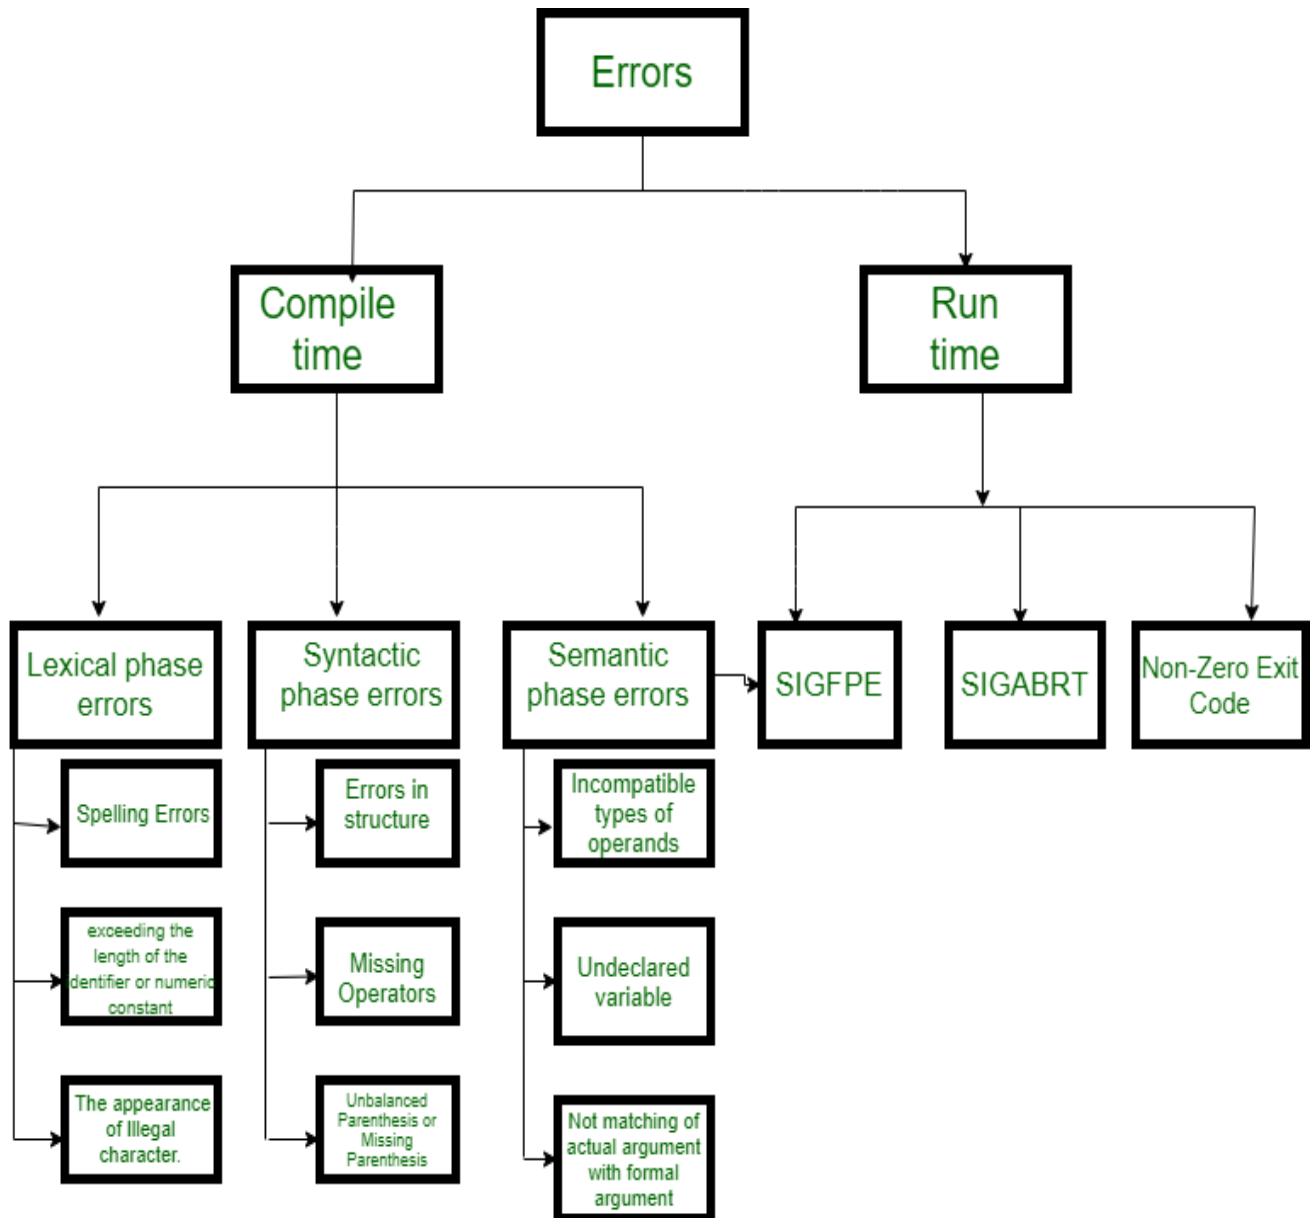 Errors
Compile
time
Run
time
Lexical phase
errors
Syntactic
phase errors
Semantic
phase errors
SIGFPE
SIGABRT
Non-Zero Exit
Code
Spelling Errors
Errors in
structure
Incompatible
types of
operands
exceeding the
length of the
dentifier or numeric
constant
Missing
Operators
Undeclared
variable
The appearance
of Illegal
character.
Unbalanced
Parenthesis or
Missing
Parenthesis
Not matching of
actual argument
with formal
argument